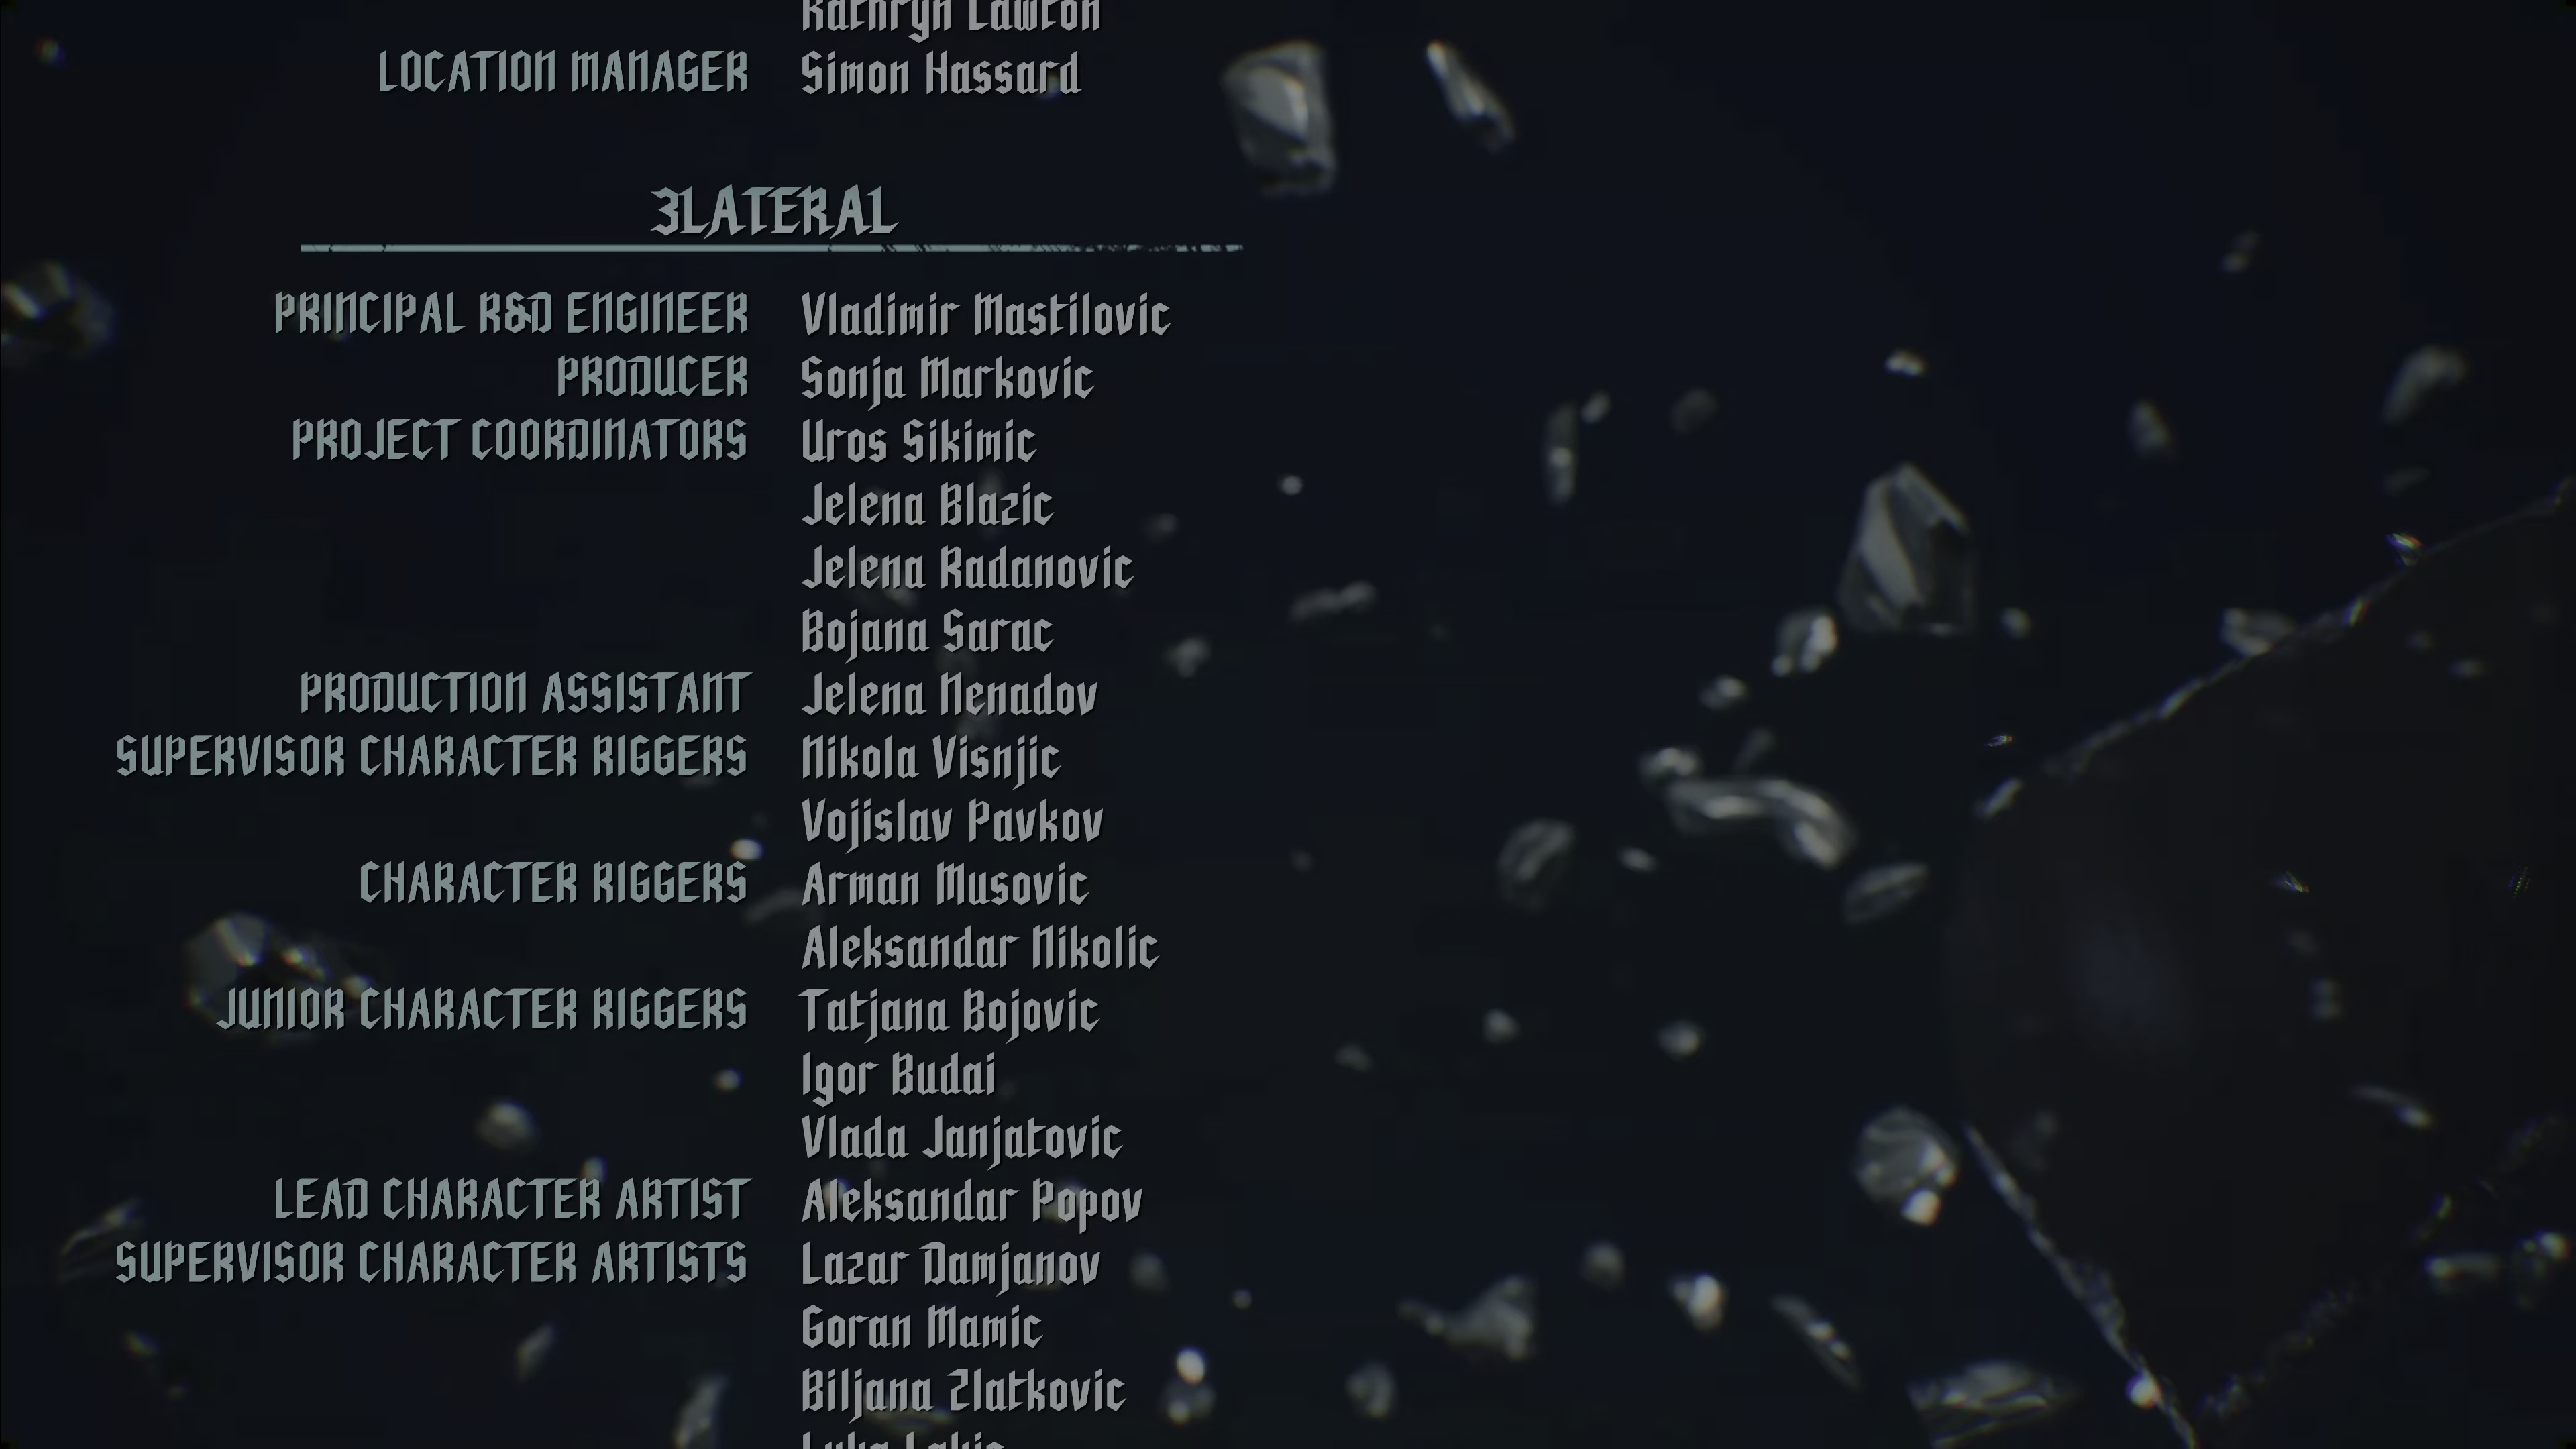 Kathryn Lawton
LOCATION MANAGER Simon Hassard
3LATERAL
PRINCIPAL R&D ENGINEER Vladimir Mastilovic
PRODUCER Sonja Markovic
PROJECT COORDINATORS Uros Sikimic
Jelena Blazic
Jelena Radanovic
Bojana Sarac
PRODUCTION ASSISTANT Jelena Nenadov
SUPERVISOR CHARACTER RIGGERS Nikola Visnjic
Vojislav Pavkov
CHARACTER RIGGERS Arman Musovic
Aleksandar Nikolic
JUNIOR CHARACTER RIGGERS Tatjana Bojovic
Igor Budai
Vlada Janjatovic
LEAD CHARACTER ARTIST Aleksandar Popov
SUPERVISOR CHARACTER ARTISTS Lazar Damjanov
Goran Mamic
Biljana Zlatkovic